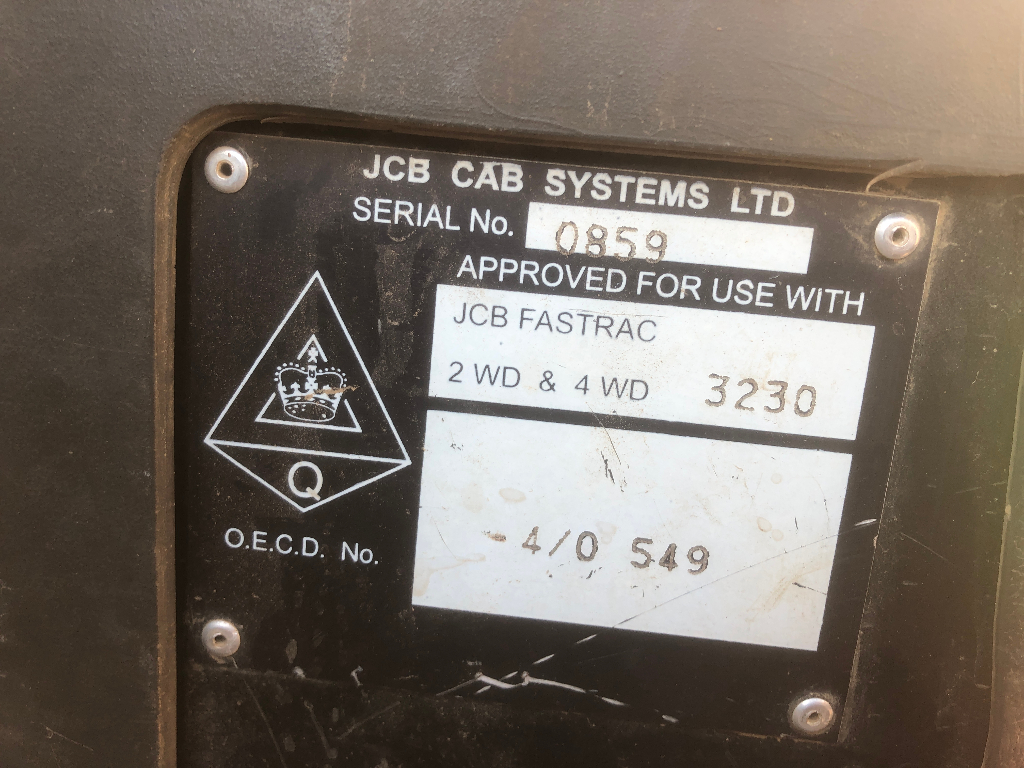 JCB CAB SYSTEMS LTD
SERIAL No. 0859
APPROVED FOR USE WITH
JCB FASTRAC
2 WD & 4 WD 3230
Q
O.E.C.D. No.
- 4/0 549